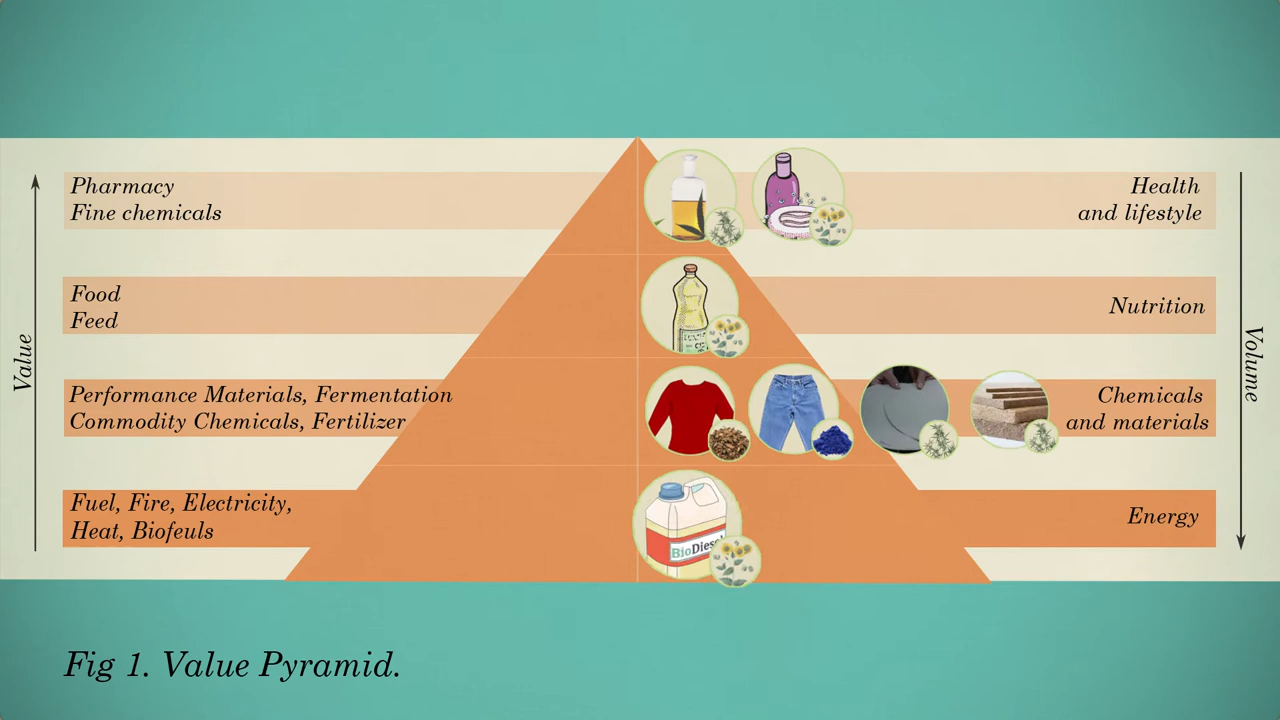 Pharmacy
Fine chemicals
Health
and lifestyle
Food
Feed
Nutrition
Value
Volume
Performance Materials, Fermentation
Commodity Chemicals, Fertilizer
Chemicals
and materials
Fuel, Fire, Electricity,
Heat, Biofeuls
Energy
BioDiesel
Fig 1. Value Pyramid.